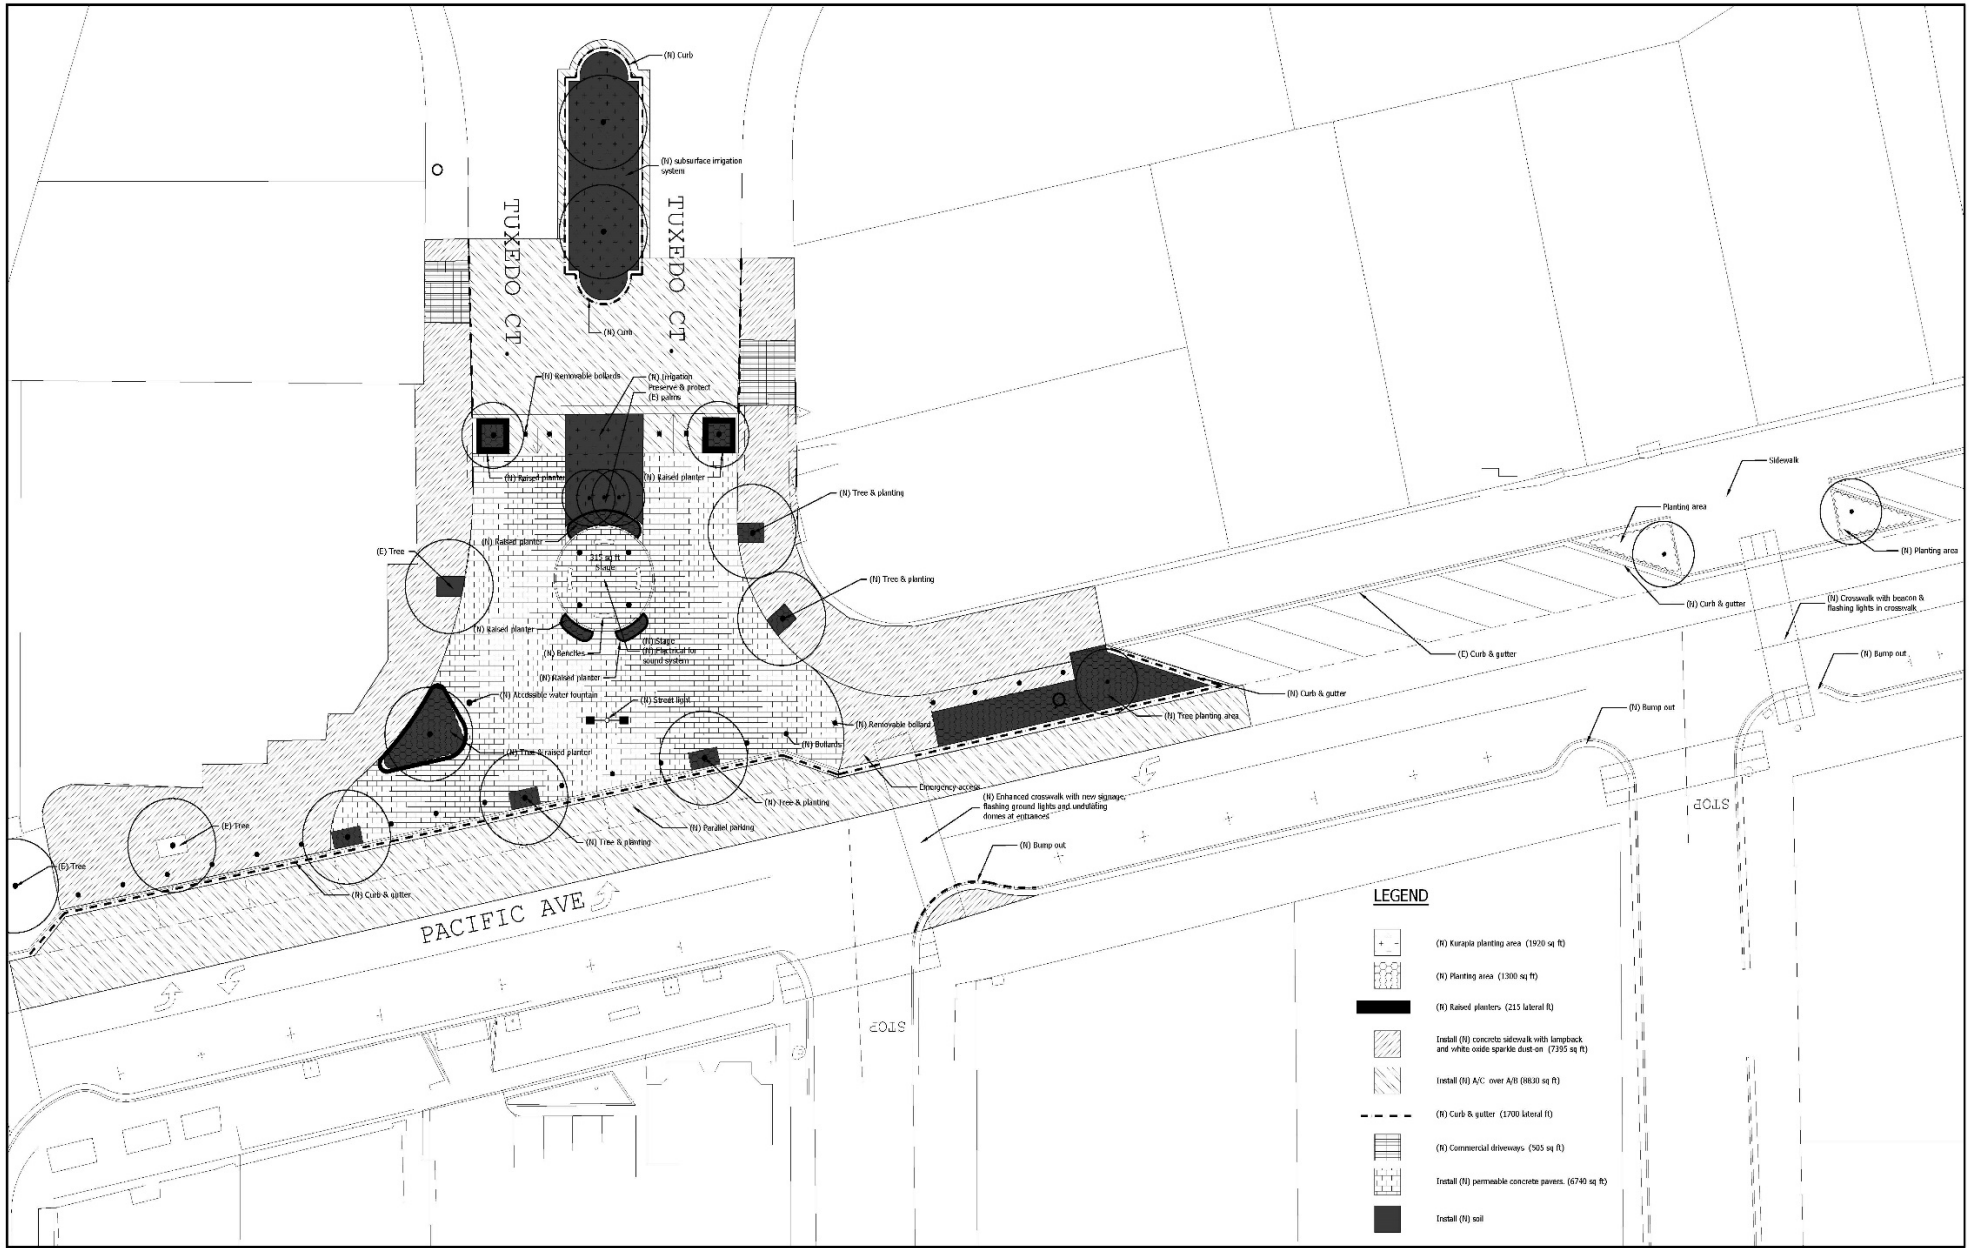 (N) Curb
(N) subsurface irrigation
system
TUXEDO CT.
TUXEDO CT.
(N) Curb
(N) Removable bollards
(N) Irrigation
Preserve & protect
(E) palms
(N) Raised planter
(N) Raised planter
(N) Tree & planting
(N) Raised planter
(E) Tree
315 sq ft
Stage
(N) Tree & planting
(N) Raised planter
(N) Stage
(N) Electrical for
sound system
(N) Benches
(N) Raised planter
(N) Accessible water fountain
(N) Street light
(N) Removable bollard
(N) Bollards
(N) Tree & raised planter
Emergency access
(N) Enhanced crosswalk with new signage,
flashing ground lights and undulating
domes at entrances
(N) Tree & planting
(N) Parallel parking
(N) Tree & planting
(E) Tree
(E) Tree
(N) Curb & gutter
PACIFIC AVE
(N) Bump out
STOP
Sidewalk
Planting area
(N) Planting area
(N) Curb & gutter
(N) Crosswalk with beacon &
flashing lights in crosswalk
(E) Curb & gutter
(N) Bump out
(N) Curb & gutter
(N) Tree planting area
(N) Bump out
STOP
LEGEND
(N) Kurapia planting area (1920 sq ft)
(N) Planting area (1300 sq ft)
(N) Raised planters (215 lateral ft)
Install (N) concrete sidewalk with lampback
and white oxide sparkle dust-on (7395 sq ft)
Install (N) A/C over A/B (8830 sq ft)
(N) Curb & gutter (1700 lateral ft)
(N) Commercial driveways (505 sq ft)
Install (N) permeable concrete pavers. (6740 sq ft)
Install (N) soil